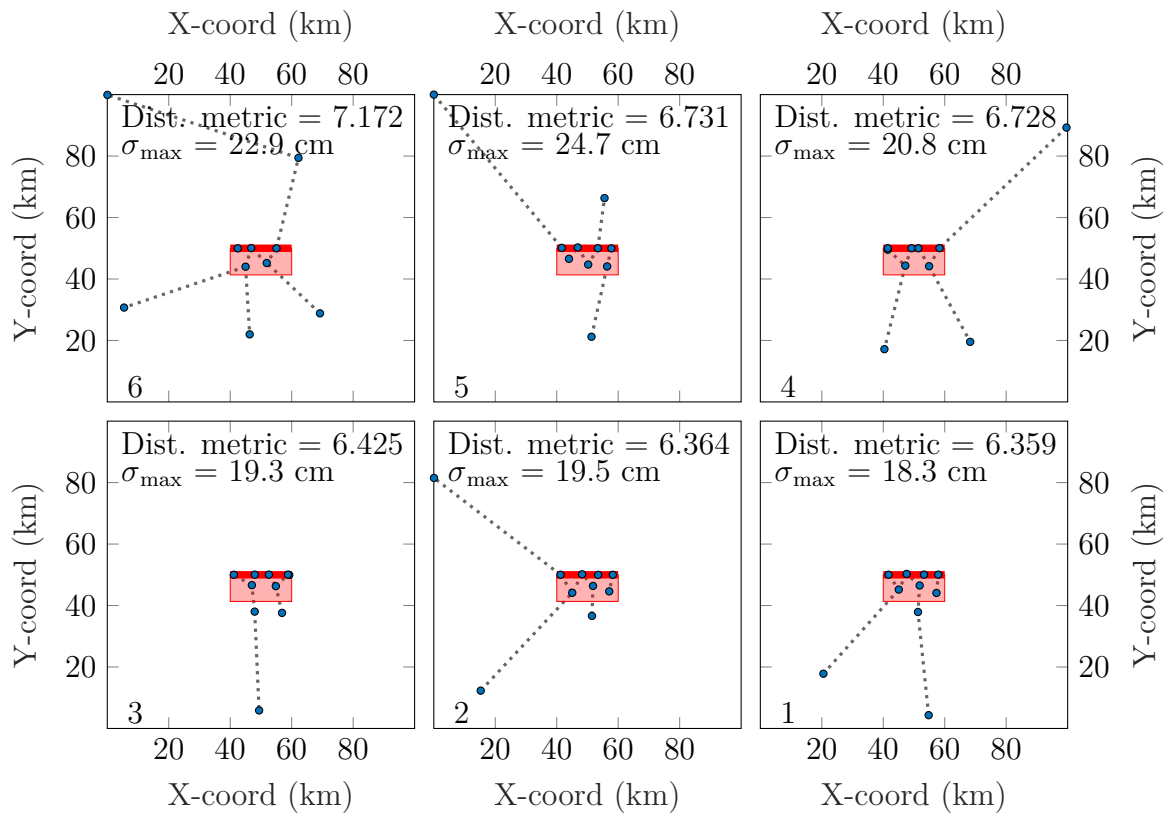 X-coord (km) X-coord (km) X-coord (km)
20 40 60 80 20 40 60 80 20 40 60 80
Dist. metric = 7.172 Dist. metric = 6.731 Dist. metric = 6.728
σmax = 22.9 cm σmax = 24.7 cm σmax = 20.8 cm
80 80
60 60
Y-coord (km) Y-coord (km)
40 40
20 20
6 5 4
Dist. metric = 6.425 Dist. metric = 6.364 Dist. metric = 6.359
σmax = 19.3 cm σmax = 19.5 cm σmax = 18.3 cm
80 80
60 60
Y-coord (km) Y-coord (km)
40 40
20 20
3 2 1
20 40 60 80 20 40 60 80 20 40 60 80
X-coord (km) X-coord (km) X-coord (km)